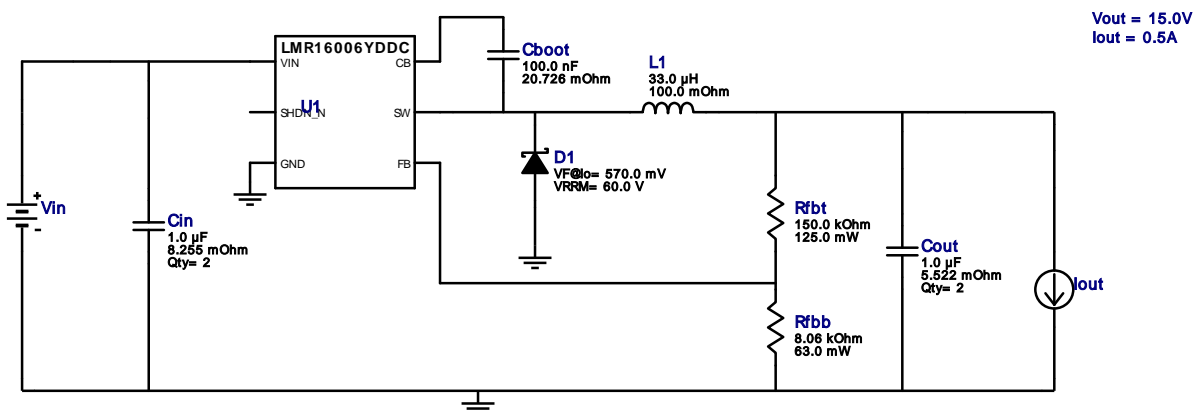 Vout = 15.0V
Iout = 0.5A
LMR16006YDDC
VIN
CB
SHDN_N
U1
SW
GND
FB
Cboot
100.0 nF
20.726 mOhm
L1
33.0 µH
100.0 mOhm
D1
VF@Io= 570.0 mV
VRRM= 60.0 V
+
Vin
-
Cin
1.0 µF
8.255 mOhm
Qty= 2
Rfbt
150.0 kOhm
125.0 mW
Cout
1.0 µF
5.522 mOhm
Qty= 2
Iout
Rfbb
8.06 kOhm
63.0 mW